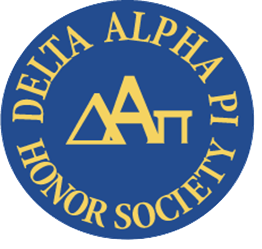 DELTA ALPHA PI
ΔΑπ
HONOR SOCIETY